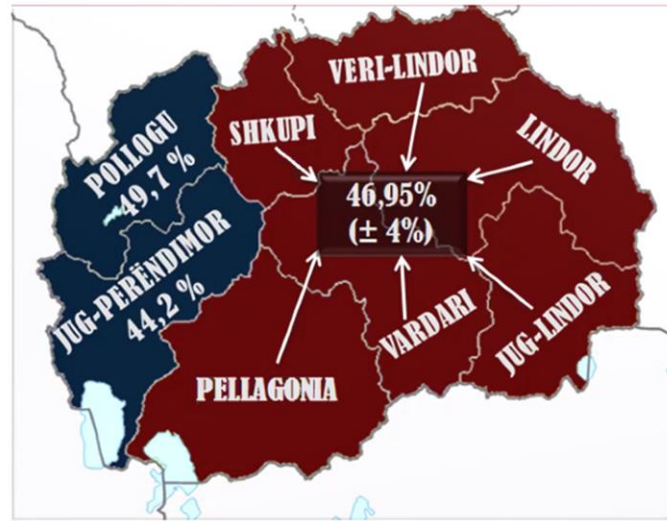 VERI-LINDOR
SHKUPI
LINDOR
POLLOGU
49,7 %
46,95%
(± 4%)
JUG-PERËNDIMOR
44,2 %
VARDARI
JUG-LINDOR
PELLAGONIA